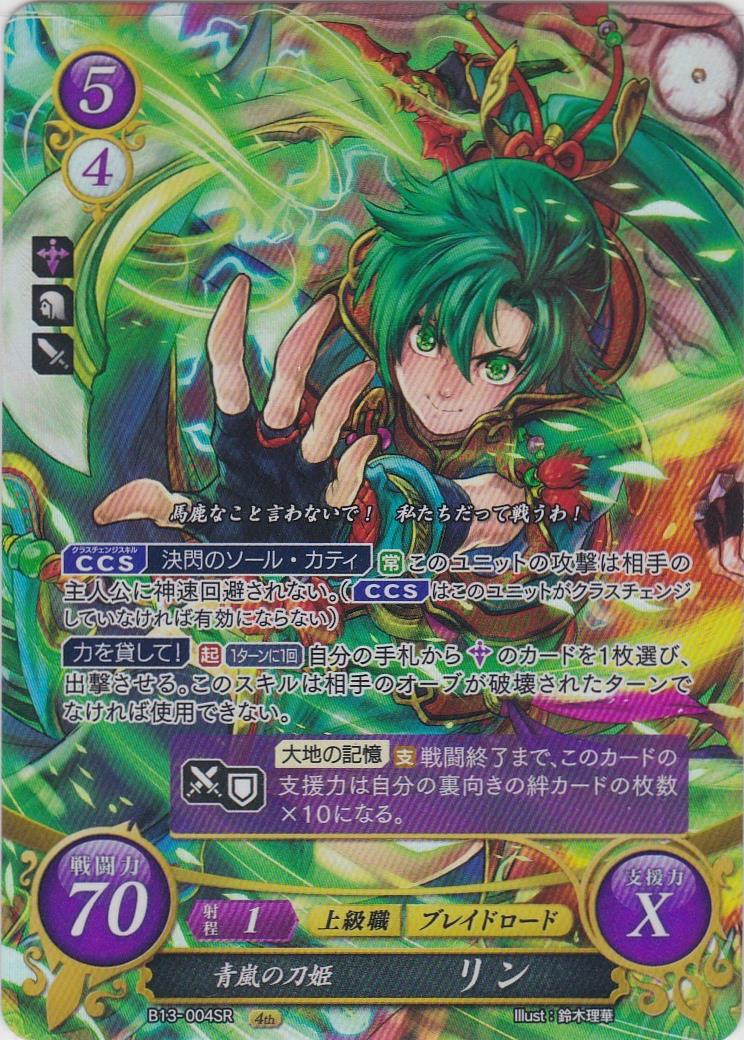 5
4
馬鹿なこと言わないで！ 私たちだって戦うわ！
クラスチェンジスキル
CCS 決閃のソール・カティ 常 このユニットの攻撃は相手の
主人公に神速回避されない。(CCSはこのユニットがクラスチェンジ
していなければ有効にならない)
力を貸して！ 起 1ターンに1回 自分の手札から のカードを1枚選び、
出撃させる。このスキルは相手のオーブが破壊されたターンで
なければ使用できない。
大地の記憶 支 戦闘終了まで、このカードの
支援力は自分の裏向きの絆カードの枚数
×10になる。
戦闘力
70
射程 1 上級職 ブレイドロード
支援力
X
青嵐の刀姫 リン
B13-004SR 4th Illust：鈴木理華